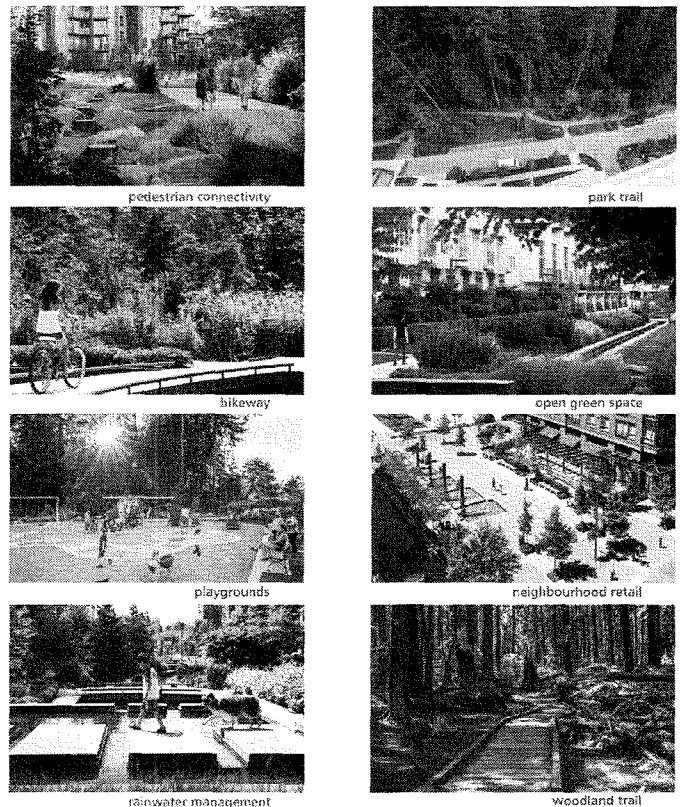 pedestrian connectivity
park trail
bikeway
open green space
playgrounds
neighbourhood retail
rainwater management
woodland trail